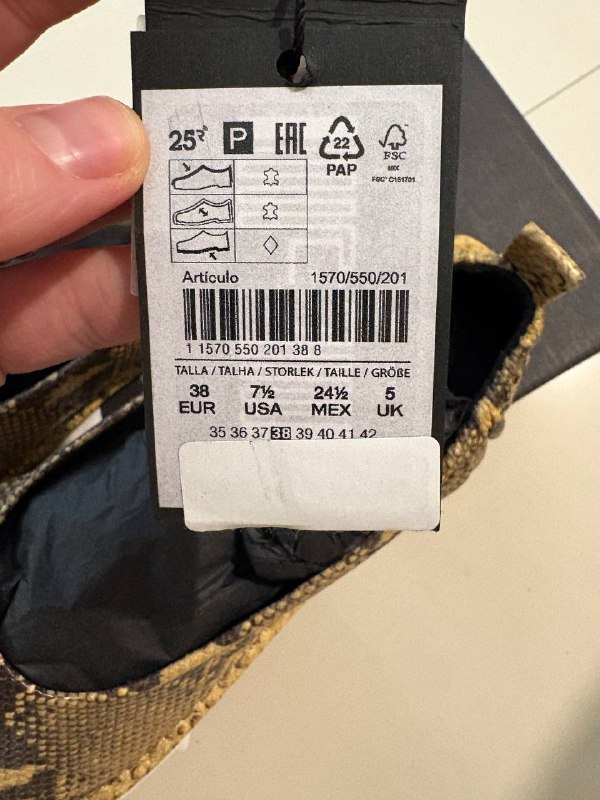 25
P
EAC
22
PAP
FSC
MIX
FSC® C151701
Artículo 1570/550/201
1 1570 550 201 38 8
TALLA / TALHA / STORLEK / TAILLE / GRÖßE
38 7½ 24½ 5
EUR USA MEX UK
35 36 37 38 39 40 41 42